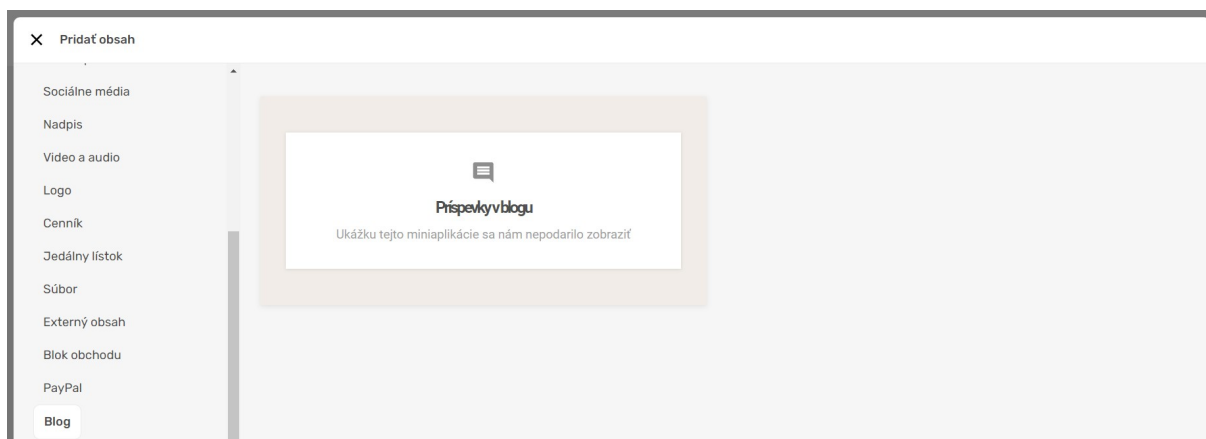 Pridať obsah
Sociálne média
Nadpis
Video a audio
Logo
Cenník
Jedálny lístok
Súbor
Externý obsah
Blok obchodu
PayPal
Blog
Príspevky v blogu
Ukážku tejto miniaplikácie sa nám nepodarilo zobraziť